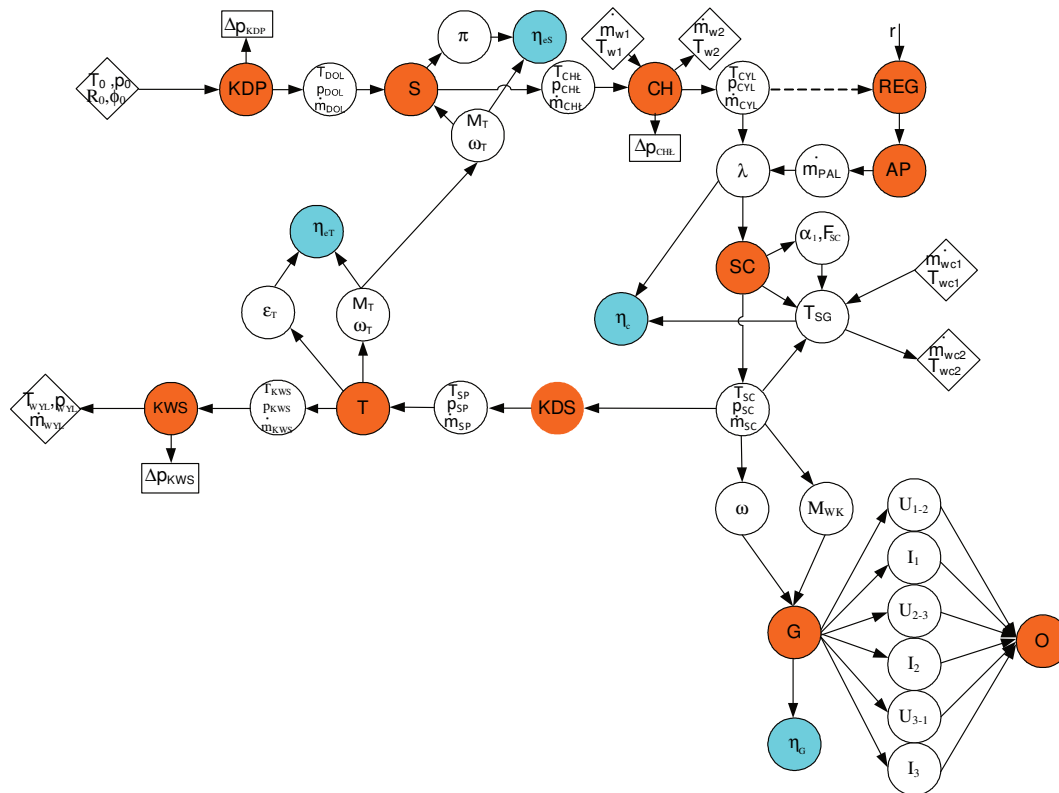 Δp_KDP
T_0 ,p_0
R_0,ϕ_0
KDP
T_DOL
p_DOL
ṁ_DOL
S
π
η_eS
M_T
ω_T
T_CHŁ
p_CHŁ
ṁ_CHŁ
ṁ_w1
T_w1
ṁ_w2
T_w2
CH
Δp_CHŁ
T_CYL
p_CYL
ṁ_CYL
r
REG
AP
ṁ_PAL
λ
SC
α_1,F_SC
ṁ_wc1
T_wc1
T_SG
ṁ_wc2
T_wc2
η_c
η_eT
ε_T
M_T
ω_T
T_WYL,p_WYL
ṁ_WYL
KWS
Δp_KWS
T_KWS
p_KWS
ṁ_KWS
T
T_SP
p_SP
ṁ_SP
KDS
T_SC
p_SC
ṁ_SC
ω
M_WK
G
η_G
U_1-2
I_1
U_2-3
I_2
U_3-1
I_3
O